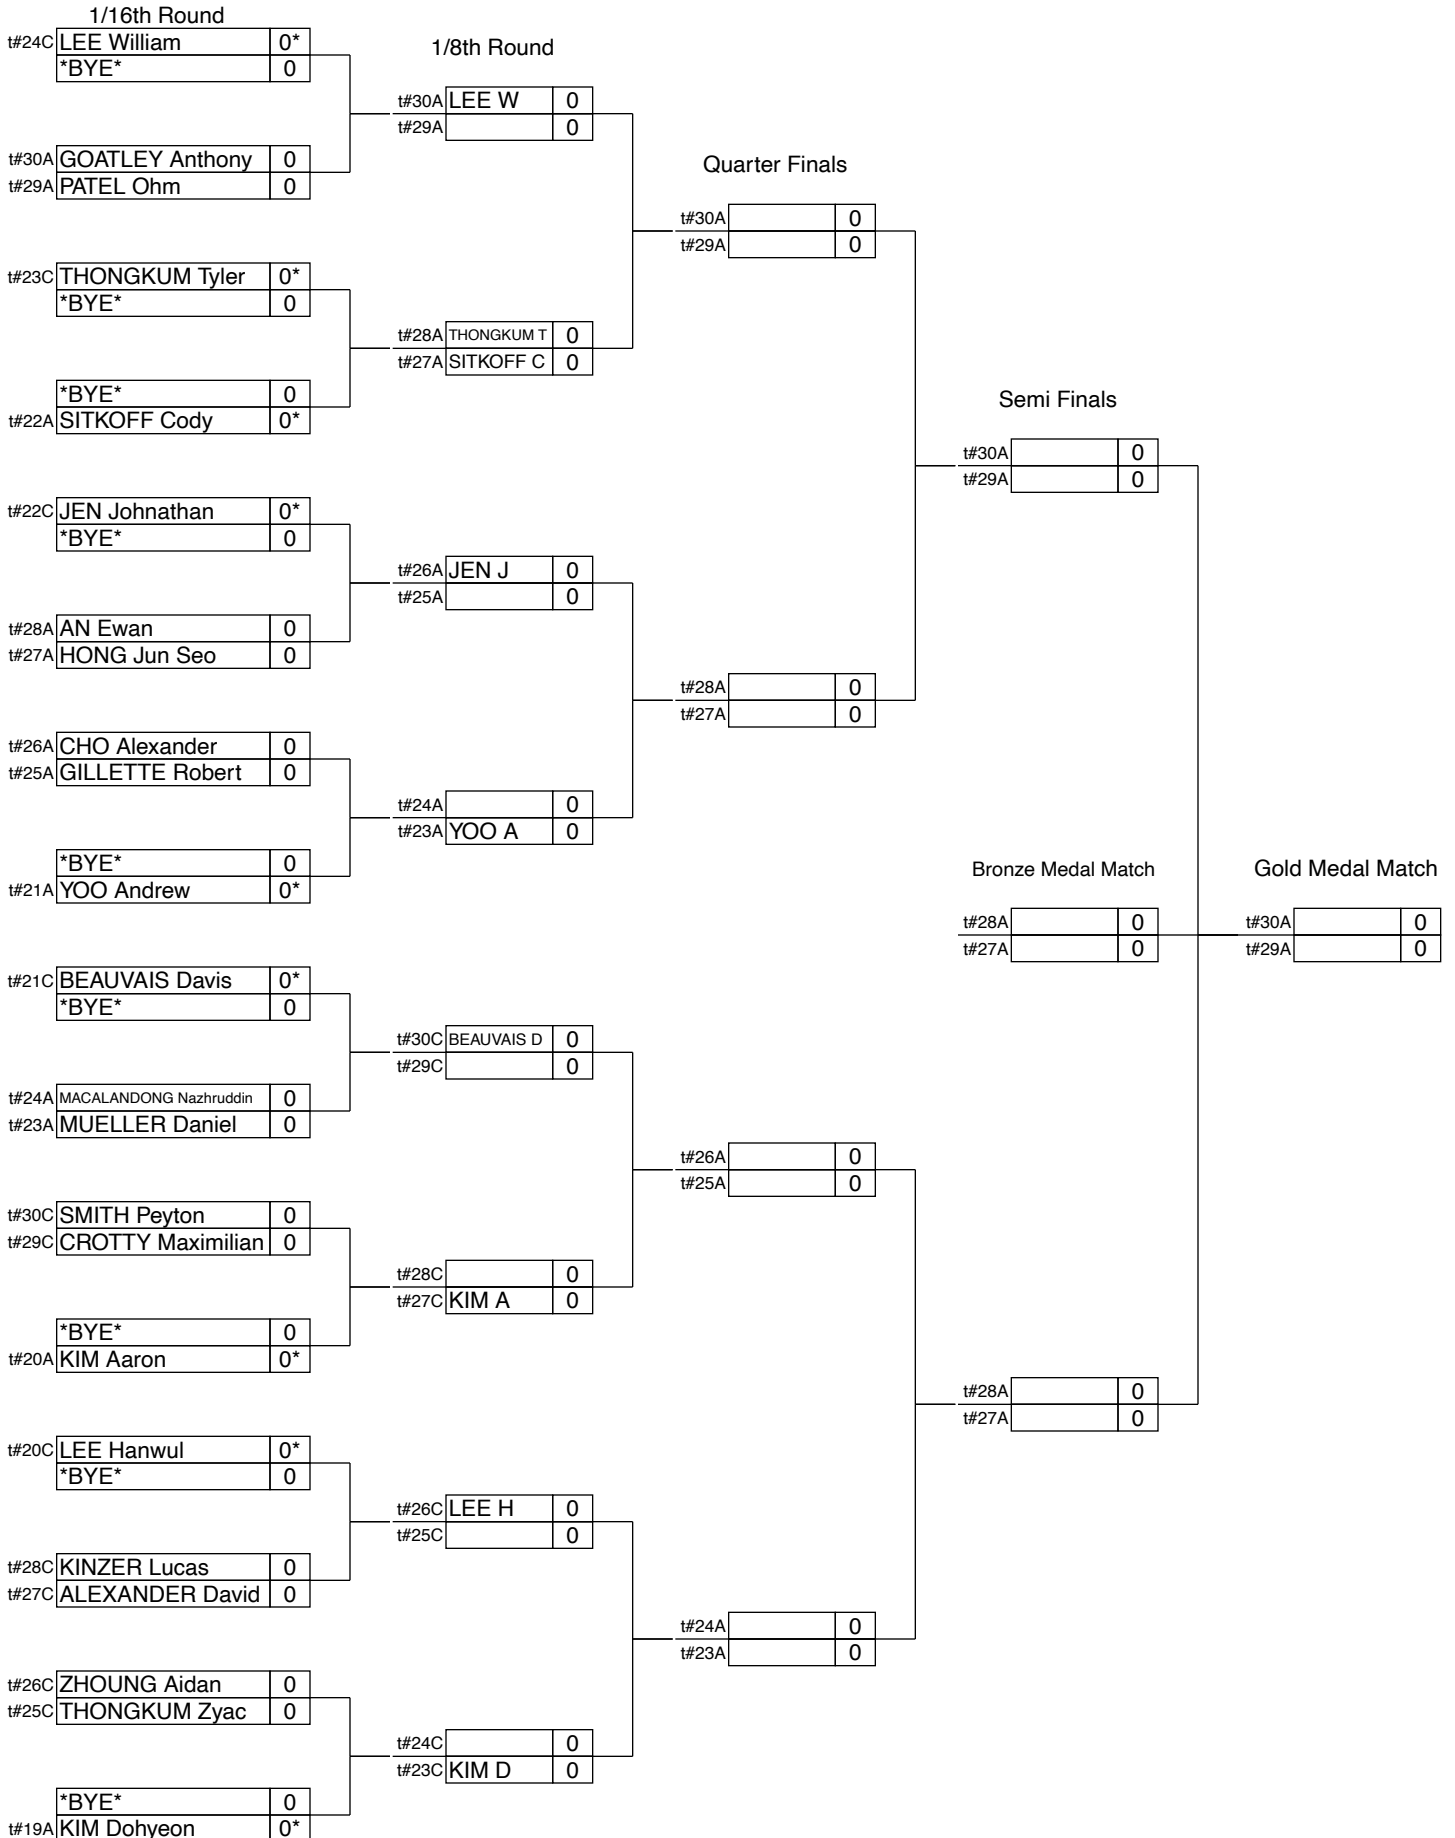 1/16th Round
t#24C LEE William 0*
*BYE* 0
t#30A GOATLEY Anthony 0
t#29A PATEL Ohm 0
t#23C THONGKUM Tyler 0*
*BYE* 0
*BYE* 0
t#22A SITKOFF Cody 0*
t#22C JEN Johnathan 0*
*BYE* 0
t#28A AN Ewan 0
t#27A HONG Jun Seo 0
t#26A CHO Alexander 0
t#25A GILLETTE Robert 0
*BYE* 0
t#21A YOO Andrew 0*
t#21C BEAUVAIS Davis 0*
*BYE* 0
t#24A MACALANDONG Nazhruddin 0
t#23A MUELLER Daniel 0
t#30C SMITH Peyton 0
t#29C CROTTY Maximilian 0
*BYE* 0
t#20A KIM Aaron 0*
t#20C LEE Hanwul 0*
*BYE* 0
t#28C KINZER Lucas 0
t#27C ALEXANDER David 0
t#26C ZHOUNG Aidan 0
t#25C THONGKUM Zyac 0
*BYE* 0
t#19A KIM Dohyeon 0*
1/8th Round
t#30A LEE W 0
t#29A 0
t#28A THONGKUM T 0
t#27A SITKOFF C 0
t#26A JEN J 0
t#25A 0
t#24A 0
t#23A YOO A 0
t#30C BEAUVAIS D 0
t#29C 0
t#28C 0
t#27C KIM A 0
t#26C LEE H 0
t#25C 0
t#24C 0
t#23C KIM D 0
Quarter Finals
t#30A 0
t#29A 0
t#28A 0
t#27A 0
t#26A 0
t#25A 0
t#24A 0
t#23A 0
Semi Finals
t#30A 0
t#29A 0
t#28A 0
t#27A 0
Bronze Medal Match
t#28A 0
t#27A 0
Gold Medal Match
t#30A 0
t#29A 0